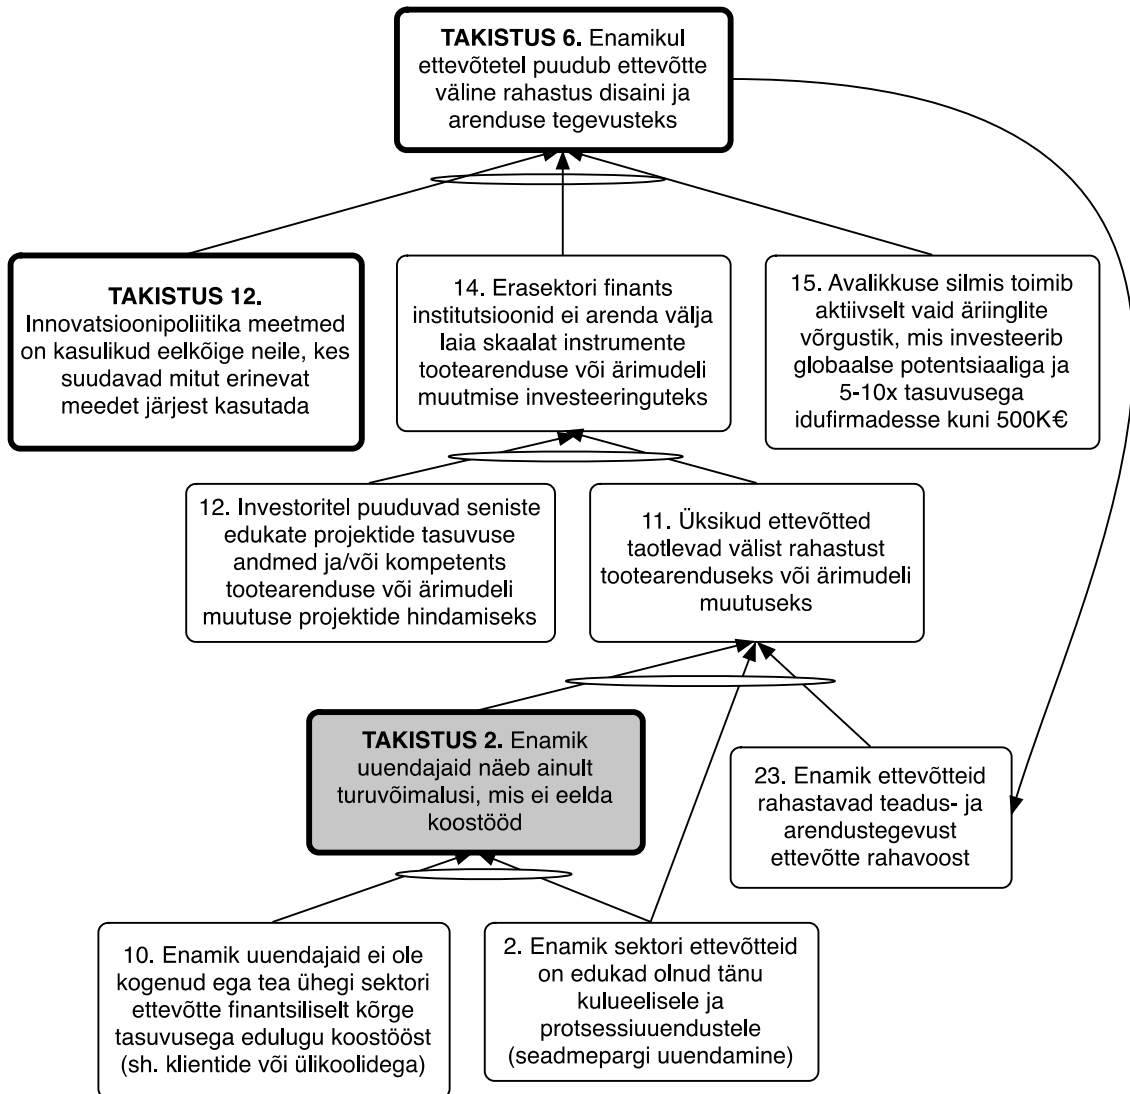 TAKISTUS 6. Enamikul
ettevõtetel puudub ettevõtte
väline rahastus disaini ja
arenduse tegevusteks
TAKISTUS 12.
Innovatsioonipoliitika meetmed
on kasulikud eelkõige neile, kes
suudavad mitut erinevat
meedet järjest kasutada
14. Erasektori finants
institutsioonid ei arenda välja
laia skaalat instrumente
tootearenduse või ärimudeli
muutmise investeeringuteks
15. Avalikkuse silmis toimib
aktiivselt vaid äriinglite
võrgustik, mis investeerib
globaalse potentsiaaliga ja
5-10x tasuvusega
idufirmadesse kuni 500K€
12. Investoritel puuduvad seniste
edukate projektide tasuvuse
andmed ja/või kompetents
tootearenduse või ärimudeli
muutuse projektide hindamiseks
11. Üksikud ettevõtted
taotlevad välist rahastust
tootearenduseks või ärimudeli
muutuseks
TAKISTUS 2. Enamik
uuendajaid näeb ainult
turuvõimalusi, mis ei eelda
koostööd
23. Enamik ettevõtteid
rahastavad teadus- ja
arendustegevust
ettevõtte rahavoost
10. Enamik uuendajaid ei ole
kogenud ega tea ühegi sektori
ettevõtte finantsiliselt kõrge
tasuvusega edulugu koostööst
(sh. klientide või ülikoolidega)
2. Enamik sektori ettevõtteid
on edukad olnud tänu
kulueelisele ja
protsessiuuendustele
(seadmepargi uuendamine)